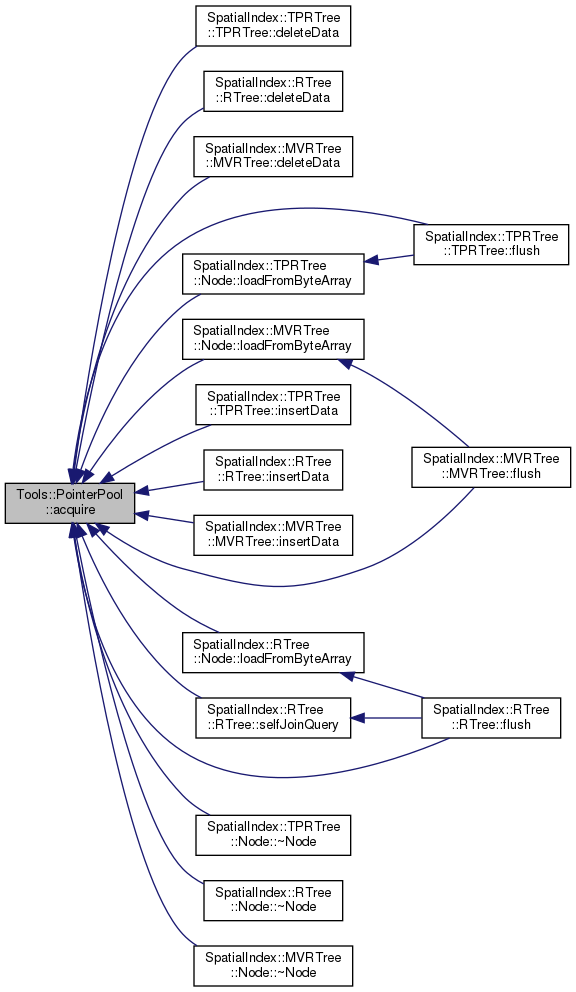 SpatialIndex::TPRTree
::TPRTree::deleteData
SpatialIndex::RTree
::RTree::deleteData
SpatialIndex::MVRTree
::MVRTree::deleteData
SpatialIndex::TPRTree
::TPRTree::flush
SpatialIndex::TPRTree
::Node::loadFromByteArray
SpatialIndex::MVRTree
::Node::loadFromByteArray
SpatialIndex::TPRTree
::TPRTree::insertData
SpatialIndex::MVRTree
::MVRTree::flush
SpatialIndex::RTree
::RTree::insertData
Tools::PointerPool
::acquire
SpatialIndex::MVRTree
::MVRTree::insertData
SpatialIndex::RTree
::Node::loadFromByteArray
SpatialIndex::RTree
::RTree::selfJoinQuery
SpatialIndex::RTree
::RTree::flush
SpatialIndex::TPRTree
::Node::~Node
SpatialIndex::RTree
::Node::~Node
SpatialIndex::MVRTree
::Node::~Node